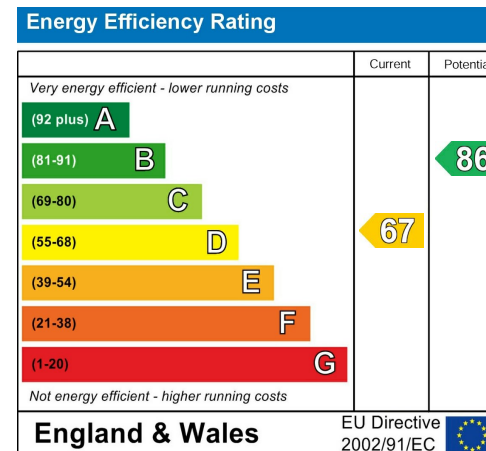 Energy Efficiency Rating
Current Potentia
Very energy efficient - lower running costs
(92 plus) A
(81-91) B
86
(69-80) C
(55-68) D
67
(39-54) E
(21-38) F
(1-20) G
Not energy efficient - higher running costs
England & Wales
EU Directive
2002/91/EC